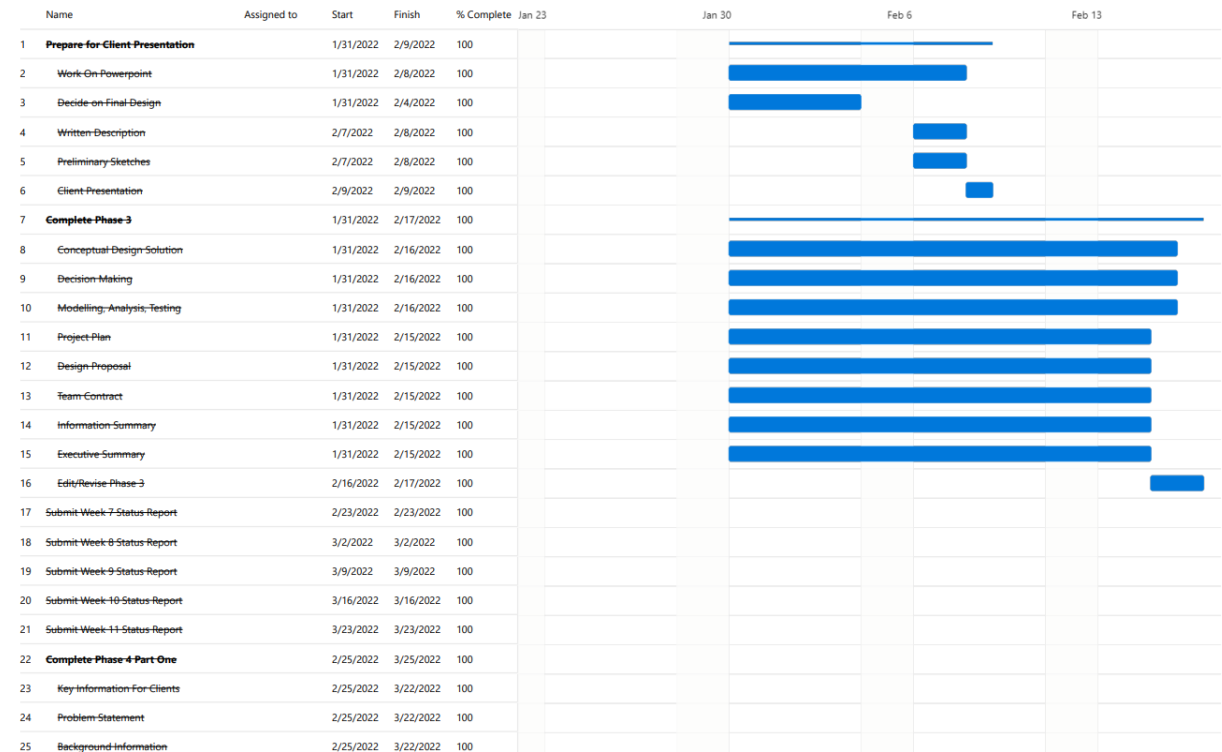 Name Assigned to Start Finish % Complete Jan 23 Jan 30 Feb 6 Feb 13
1 Prepare for Client Presentation 1/31/2022 2/9/2022 100
2 Work On Powerpoint 1/31/2022 2/8/2022 100
3 Decide on Final Design 1/31/2022 2/4/2022 100
4 Written Description 2/7/2022 2/8/2022 100
5 Preliminary Sketches 2/7/2022 2/8/2022 100
6 Client Presentation 2/9/2022 2/9/2022 100
7 Complete Phase 3 1/31/2022 2/17/2022 100
8 Conceptual Design Solution 1/31/2022 2/16/2022 100
9 Decision Making 1/31/2022 2/16/2022 100
10 Modelling, Analysis, Testing 1/31/2022 2/16/2022 100
11 Project Plan 1/31/2022 2/15/2022 100
12 Design Proposal 1/31/2022 2/15/2022 100
13 Team Contract 1/31/2022 2/15/2022 100
14 Information Summary 1/31/2022 2/15/2022 100
15 Executive Summary 1/31/2022 2/15/2022 100
16 Edit/Revise Phase 3 2/16/2022 2/17/2022 100
17 Submit Week 7 Status Report 2/23/2022 2/23/2022 100
18 Submit Week 8 Status Report 3/2/2022 3/2/2022 100
19 Submit Week 9 Status Report 3/9/2022 3/9/2022 100
20 Submit Week 10 Status Report 3/16/2022 3/16/2022 100
21 Submit Week 11 Status Report 3/23/2022 3/23/2022 100
22 Complete Phase 4 Part One 2/25/2022 3/25/2022 100
23 Key Information For Clients 2/25/2022 3/22/2022 100
24 Problem Statement 2/25/2022 3/22/2022 100
25 Background Information 2/25/2022 3/22/2022 100